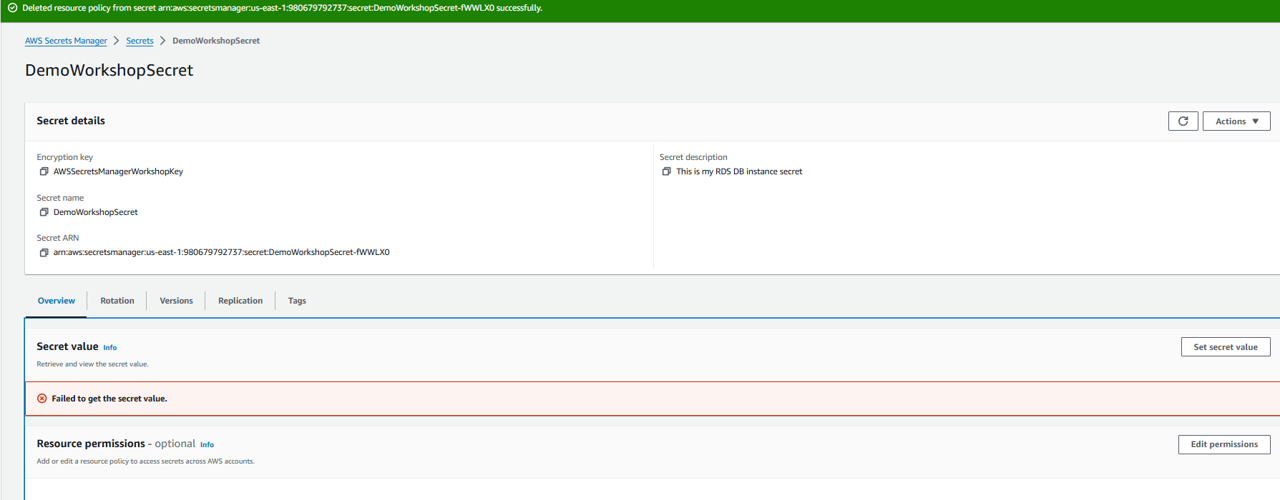 Deleted resource policy from secret arn:aws:secretsmanager:us-east-1:980679792737:secret:DemoWorkshopSecret-fWWLX0 successfully.
AWS Secrets Manager > Secrets > DemoWorkshopSecret
DemoWorkshopSecret
Secret details
Actions
Encryption key
AWSSecretsManagerWorkshopKey
Secret description
This is my RDS DB instance secret
Secret name
DemoWorkshopSecret
Secret ARN
arn:aws:secretsmanager:us-east-1:980679792737:secret:DemoWorkshopSecret-fWWLX0
Overview Rotation Versions Replication Tags
Secret value Info
Set secret value
Retrieve and view the secret value.
Failed to get the secret value.
Resource permissions - optional Info
Edit permissions
Add or edit a resource policy to access secrets across AWS accounts.